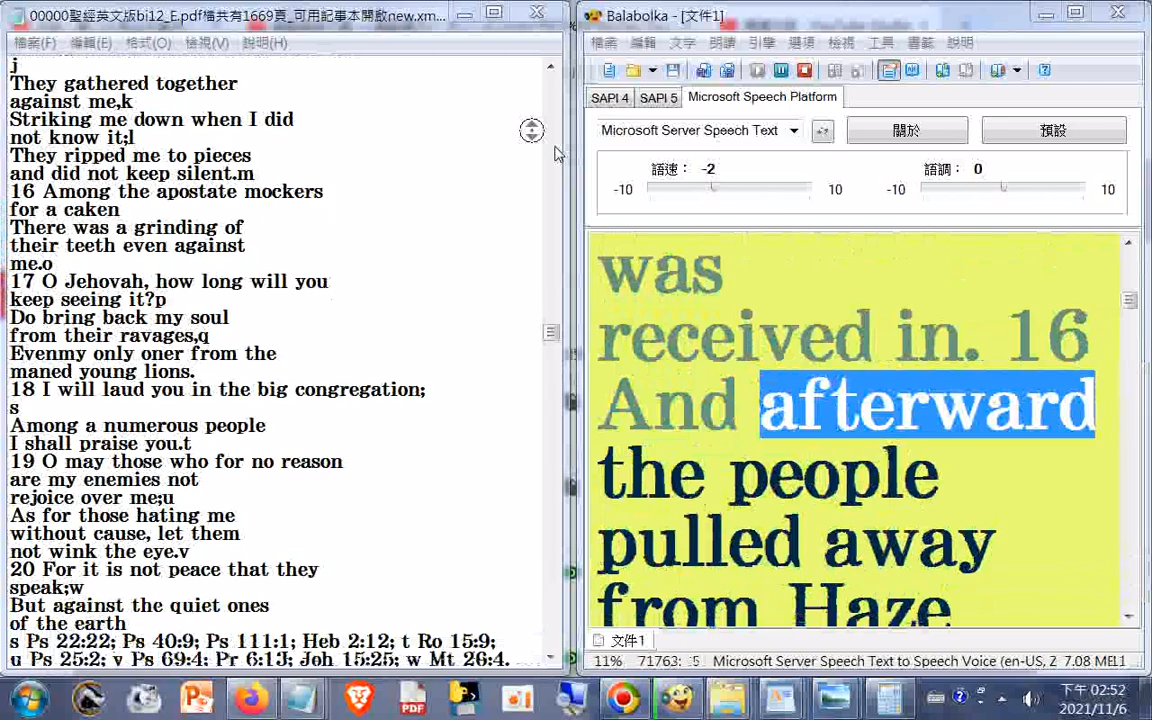 00000聖經英文版bi12_E.pdf檔共有1669頁_可用記事本開啟new.xm...
檔案(F) 編輯(E) 格式(O) 檢視(V) 說明(H)
j
They gathered together
against me,k
Striking me down when I did
not know it;l
They ripped me to pieces
and did not keep silent.m
16 Among the apostate mockers
for a caken
There was a grinding of
their teeth even against
me.o
17 O Jehovah, how long will you
keep seeing it?p
Do bring back my soul
from their ravages,q
Evenmy only oner from the
maned young lions.
18 I will laud you in the big congregation;
s
Among a numerous people
I shall praise you.t
19 O may those who for no reason
are my enemies not
rejoice over me;u
As for those hating me
without cause, let them
not wink the eye.v
20 For it is not peace that they
speak;w
But against the quiet ones
of the earth
s Ps 22:22; Ps 40:9; Ps 111:1; Heb 2:12; t Ro 15:9;
u Ps 25:2; v Ps 69:4; Pr 6:13; Joh 15:25; w Mt 26:4.
Balabolka - [文件1]
檔案 編輯 文字 朗讀 引擎 選項 檢視 工具 書籤 說明
SAPI 4 SAPI 5 Microsoft Speech Platform
Microsoft Server Speech Text 關於 預設
語速： -2 語調： 0
-10 10 -10 10
was
received in. 16
And afterward
the people
pulled away
from Haze
文件1
11% 71763: 5 Microsoft Server Speech Text to Speech Voice (en-US, Z 7.08 ME11
PDF
下午 02:52
2021/11/6